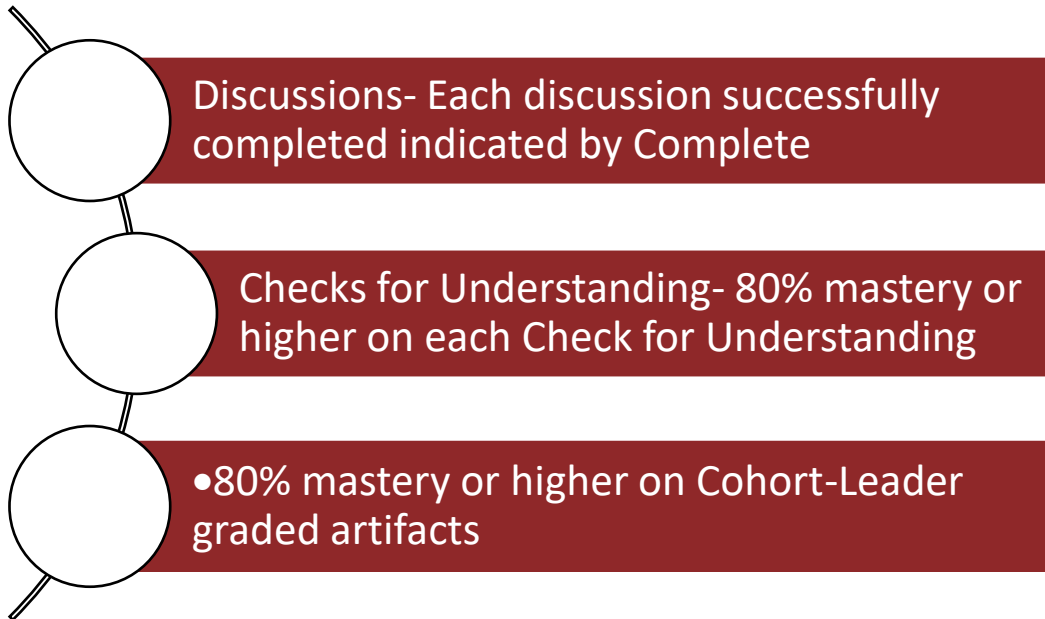 Discussions- Each discussion successfully
completed indicated by Complete
Checks for Understanding- 80% mastery or
higher on each Check for Understanding
•80% mastery or higher on Cohort-Leader
graded artifacts